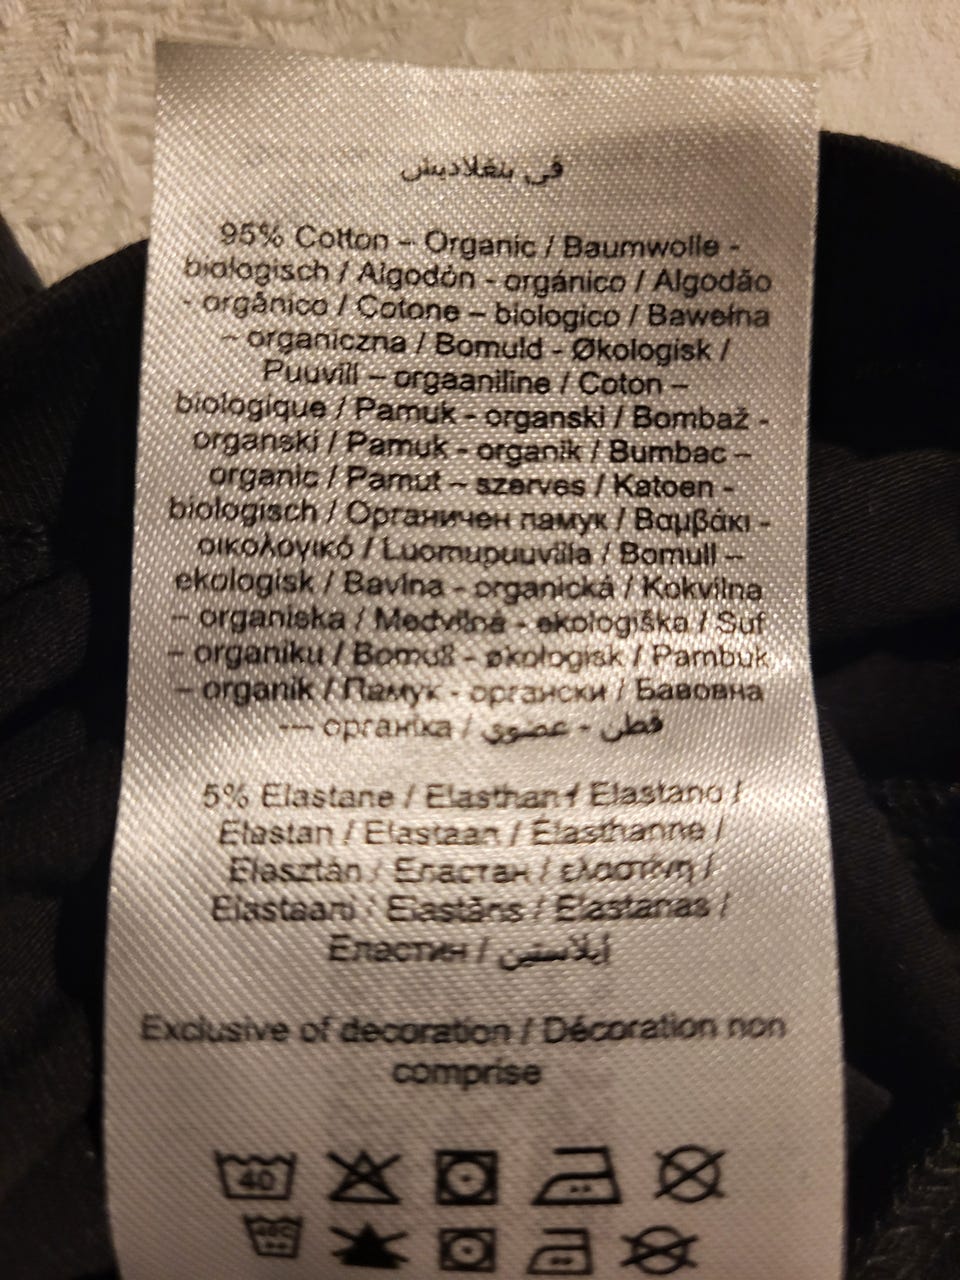 في بنغلاديش
95% Cotton – Organic / Baumwolle -
biologisch / Algodón - orgánico / Algodão
- orgânico / Cotone – biologico / Bawełna
– organiczna / Bomuld - Økologisk /
Puuvill – orgaaniline / Coton –
biologique / Pamuk - organski / Bombaž -
organski / Pamuk - organik / Bumbac –
organic / Pamut – szerves / Katoen -
biologisch / Органичен памук / Βαμβάκι -
οικολογικό / Luomupuuvilla / Bomull –
ekologisk / Bavlna - organická / Kokvilna
– organiska / Medvilnė - ekologiška / Suf
– organiku / Bomull - økologisk / Pambuk
– organik / Памук - органски / Бавовна
--- органіка / قطن - عضوي
5% Elastane / Elasthan / Elastano /
Elastan / Elastaan / Élasthanne /
Elasztán / Еластан / ελαστίνη /
Elastaani / Elastāns / Elastanas /
Еластин / إيلاستين
Exclusive of decoration / Décoration non
comprise
40
40C